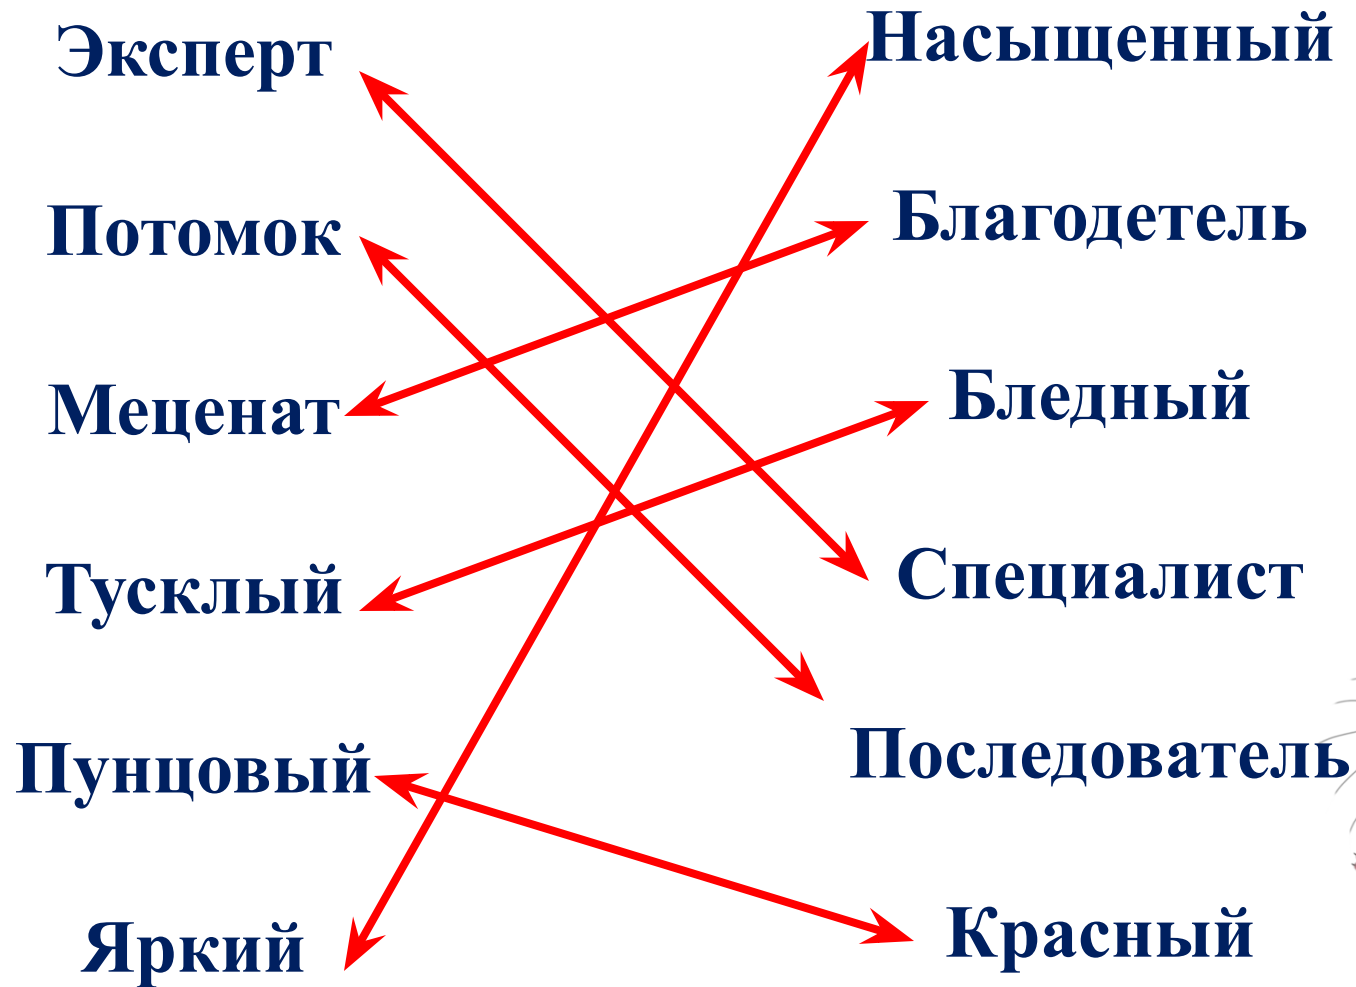 Эксперт
Насыщенный
Потомок
Благодетель
Меценат
Бледный
Тусклый
Специалист
Пунцовый
Последователь
Яркий
Красный